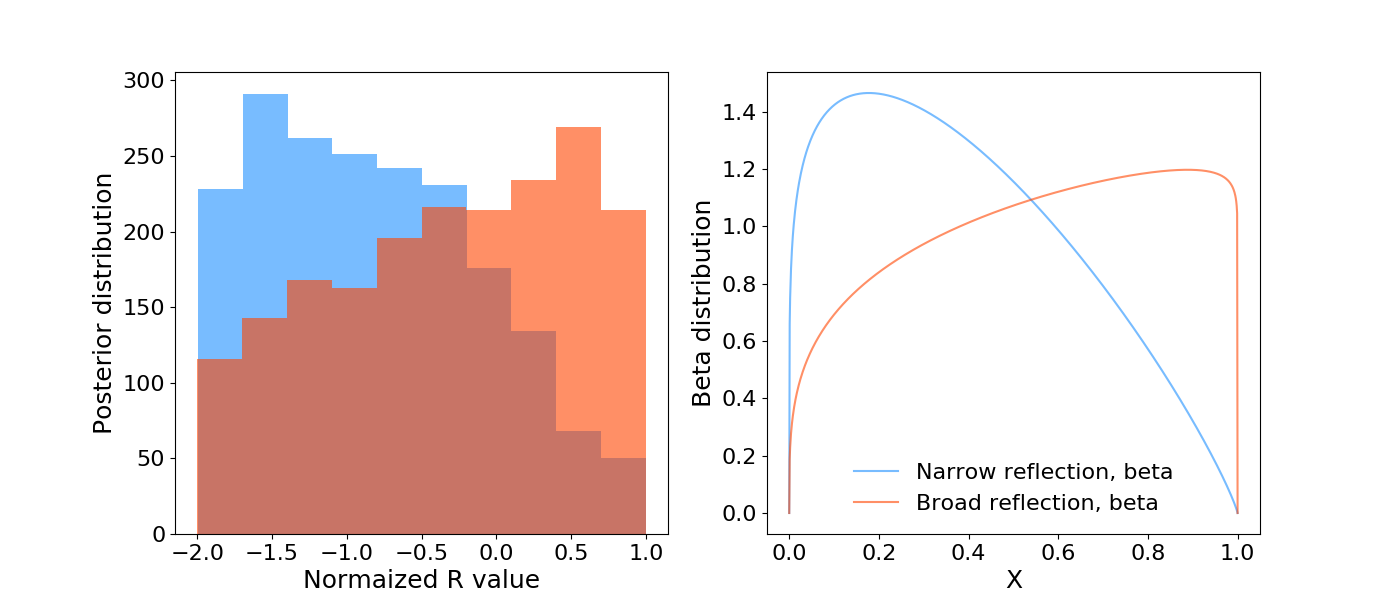 Posterior distribution
300
250
200
150
100
50
0
−2.0 −1.5 −1.0 −0.5 0.0 0.5 1.0
Normaized R value
Beta distribution
1.4
1.2
1.0
0.8
0.6
0.4
0.2
0.0
Narrow reflection, beta
Broad reflection, beta
0.0 0.2 0.4 0.6 0.8 1.0
X